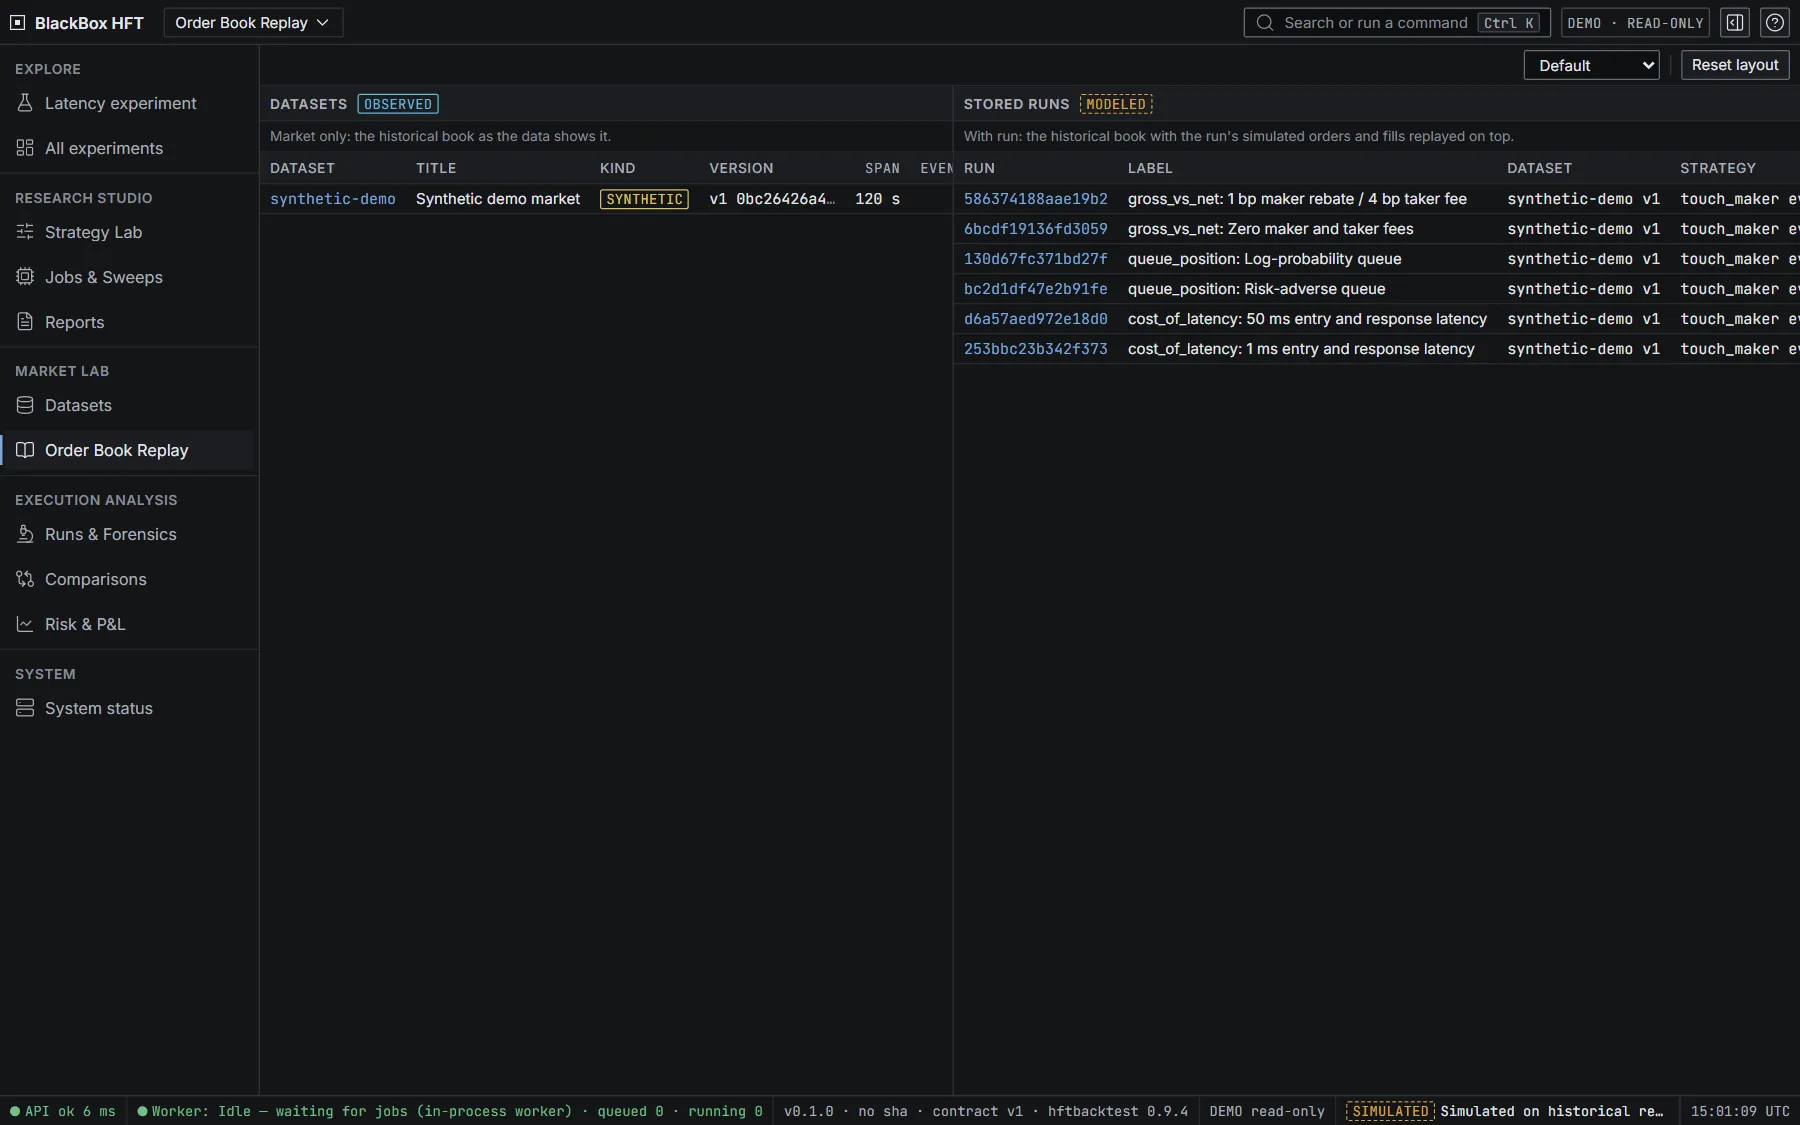 BlackBox HFT
Order Book Replay
Search or run a command Ctrl K
DEMO · READ-ONLY
Default
Reset layout
EXPLORE
Latency experiment
All experiments
RESEARCH STUDIO
Strategy Lab
Jobs & Sweeps
Reports
MARKET LAB
Datasets
Order Book Replay
EXECUTION ANALYSIS
Runs & Forensics
Comparisons
Risk & P&L
SYSTEM
System status
DATASETS OBSERVED
Market only: the historical book as the data shows it.
DATASET TITLE KIND VERSION SPAN EVEN
synthetic-demo Synthetic demo market SYNTHETIC v1 0bc26426a4… 120 s
STORED RUNS MODELED
With run: the historical book with the run's simulated orders and fills replayed on top.
RUN LABEL DATASET STRATEGY
586374188aae19b2 gross_vs_net: 1 bp maker rebate / 4 bp taker fee synthetic-demo v1 touch_maker ev
6bcdf19136fd3059 gross_vs_net: Zero maker and taker fees synthetic-demo v1 touch_maker ev
130d67fc371bd27f queue_position: Log-probability queue synthetic-demo v1 touch_maker ev
bc2d1df47e2b91fe queue_position: Risk-adverse queue synthetic-demo v1 touch_maker ev
d6a57aed972e18d0 cost_of_latency: 50 ms entry and response latency synthetic-demo v1 touch_maker ev
253bbc23b342f373 cost_of_latency: 1 ms entry and response latency synthetic-demo v1 touch_maker ev
API ok 6 ms
Worker: Idle — waiting for jobs (in-process worker) · queued 0 · running 0
v0.1.0 · no sha · contract v1 · hftbacktest 0.9.4
DEMO read-only
SIMULATED Simulated on historical re…
15:01:09 UTC